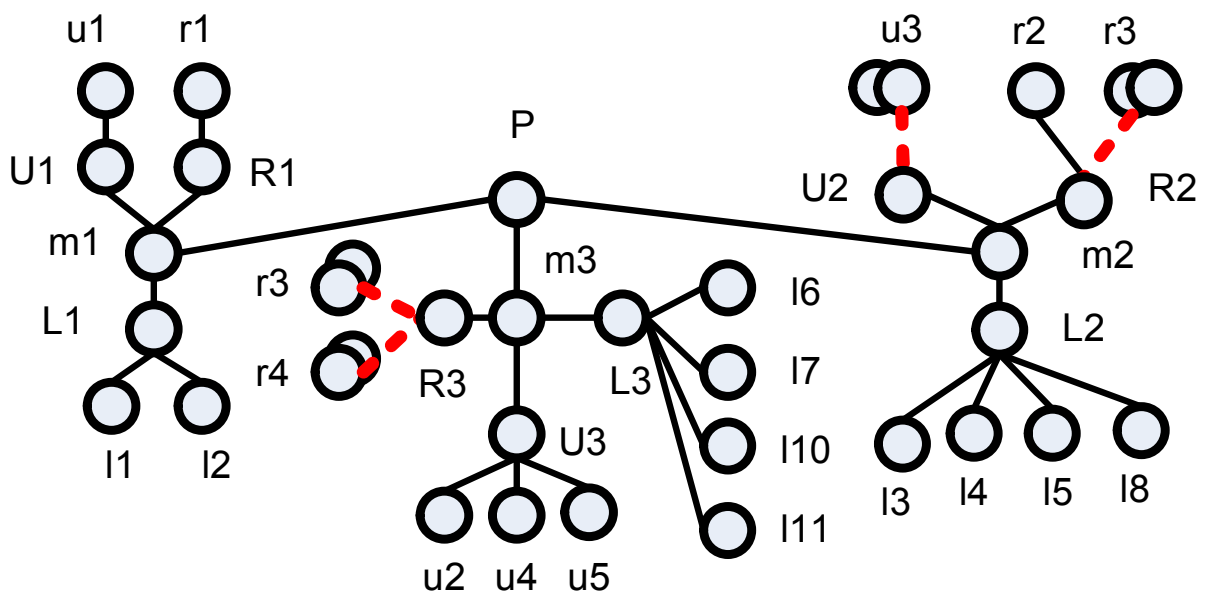 u1 r1 u3 r2 r3
P
U1 R1 U2 R2
m1 m3 m2
r3 l6
L1 L2
r4 R3 L3 l7
U3 l10
l1 l2 l3 l4 l5 l8
l11
u2 u4 u5